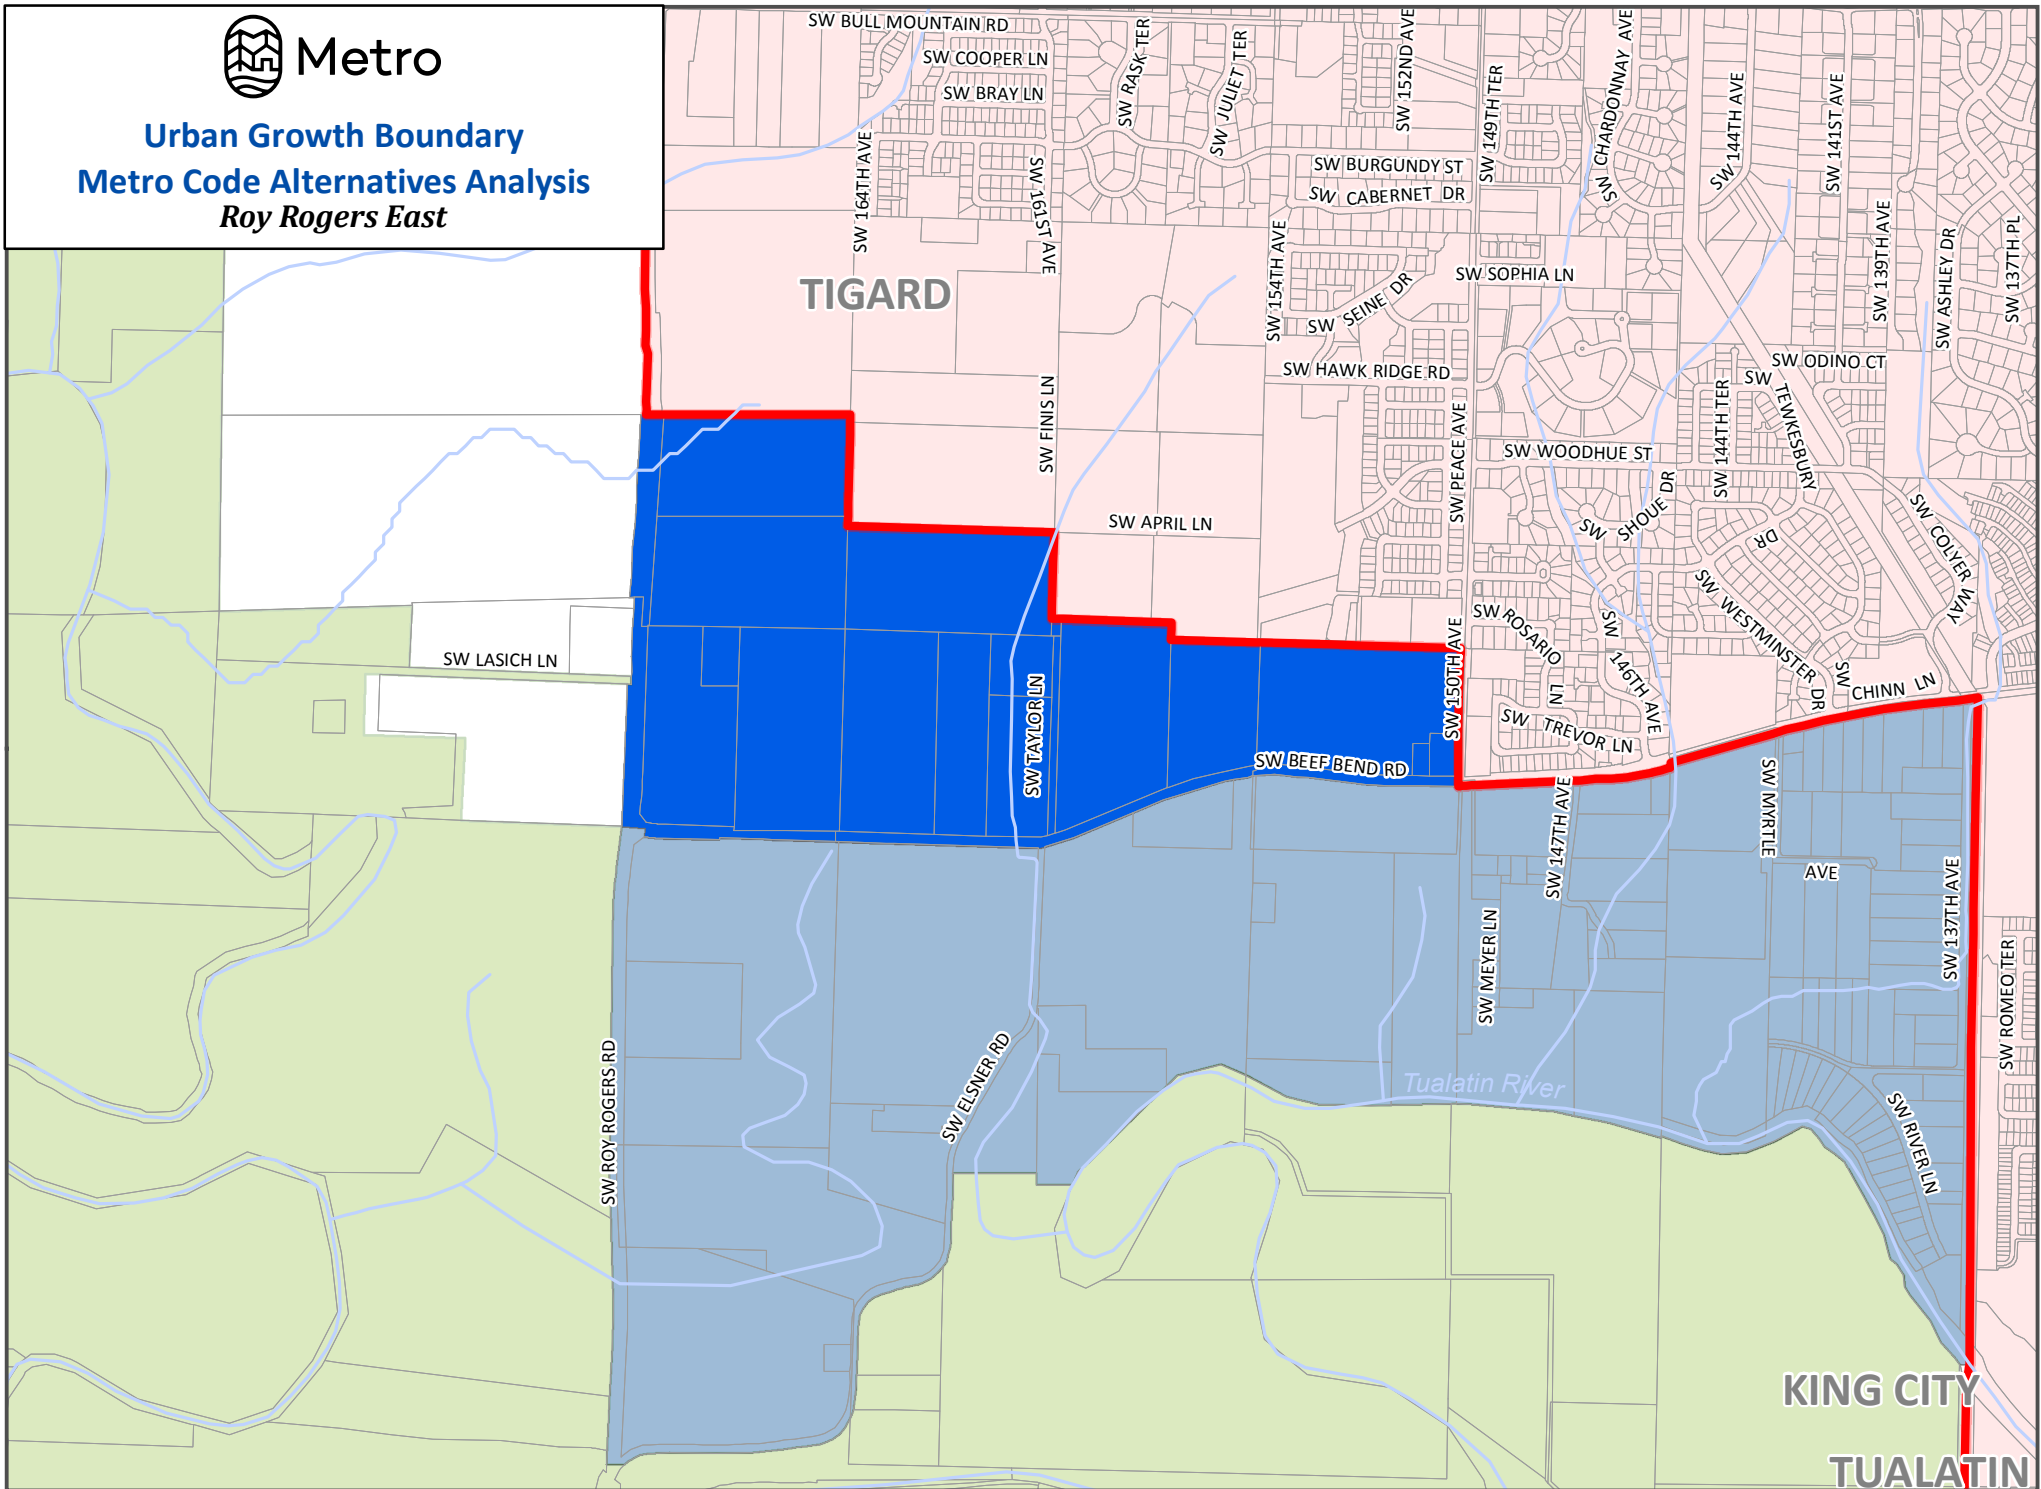 Metro
Urban Growth Boundary
Metro Code Alternatives Analysis
Roy Rogers East
SW BULL MOUNTAIN RD
SW COOPER LN
SW BRAY LN
SW RASK TER
SW JULIET TER
SW 152ND AVE
SW 149TH TER
SW CHARDONNAY AVE
SW 144TH AVE
SW 141ST AVE
SW 164TH AVE
SW 161ST AVE
SW BURGUNDY ST
SW CABERNET DR
SW 154TH AVE
SW 139TH AVE
SW ASHLEY DR
SW 137TH PL
TIGARD
SW SEINE DR
SW SOPHIA LN
SW HAWK RIDGE RD
SW ODINO CT
SW TEWKESBURY
DR
SW FINIS LN
SW PEACE AVE
SW WOODHUE ST
SW 144TH TER
SW SHOUE DR
SW APRIL LN
SW COLYER WAY
SW WESTMINSTER DR
SW ROSARIO LN
SW 146TH AVE
SW CHINN LN
SW LASICH LN
SW TAYLOR LN
SW 150TH AVE
SW TREVOR LN
SW BEEF BEND RD
SW 147TH AVE
SW MYRTLE
AVE
SW 137TH AVE
SW MEYER LN
SW ROMEO TER
SW ROY ROGERS RD
SW ELSNER RD
Tualatin River
SW RIVER LN
KING CITY
TUALATIN